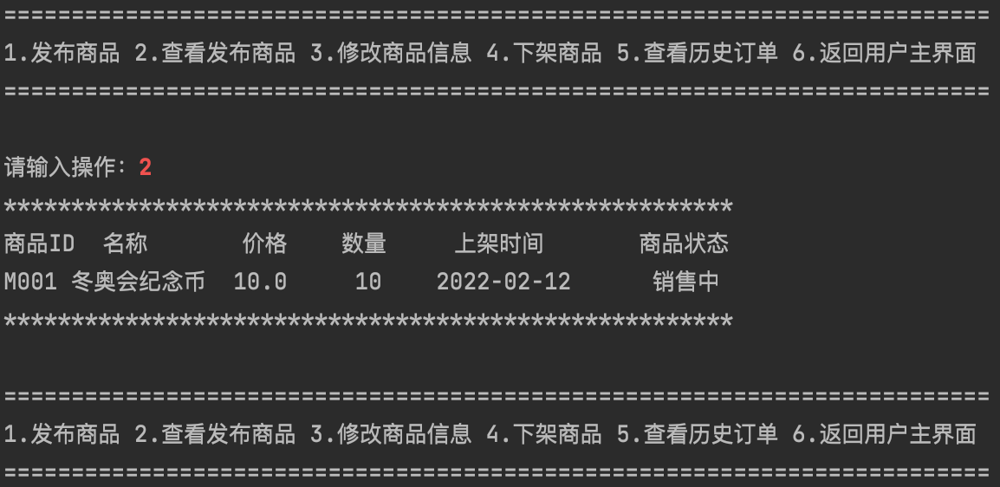 =========================================================================
1.发布商品 2.查看发布商品 3.修改商品信息 4.下架商品 5.查看历史订单 6.返回用户主界面
=========================================================================
请输入操作: 2
******************************************************
商品ID 名称 价格 数量 上架时间 商品状态
M001 冬奥会纪念币 10.0 10 2022-02-12 销售中
******************************************************
=========================================================================
1.发布商品 2.查看发布商品 3.修改商品信息 4.下架商品 5.查看历史订单 6.返回用户主界面
=========================================================================